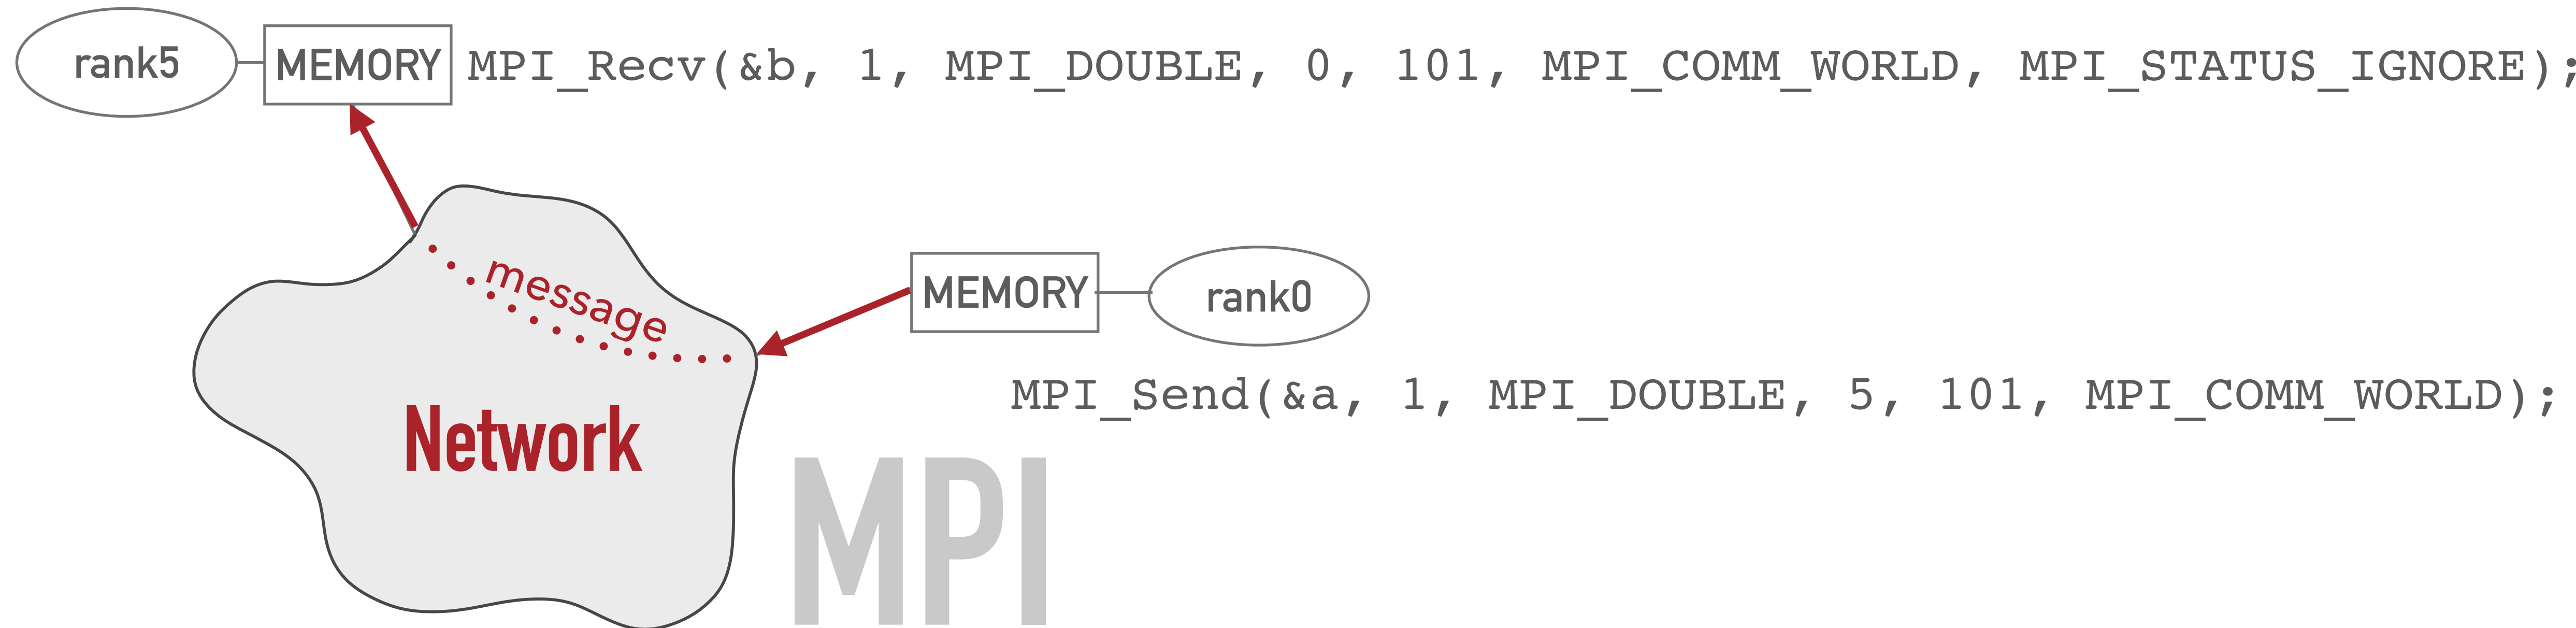 rank5
MEMORY
MPI_Recv(&b, 1, MPI_DOUBLE, 0, 101, MPI_COMM_WORLD, MPI_STATUS_IGNORE);
message
MEMORY
rank0
MPI_Send(&a, 1, MPI_DOUBLE, 5, 101, MPI_COMM_WORLD);
Network
MPI